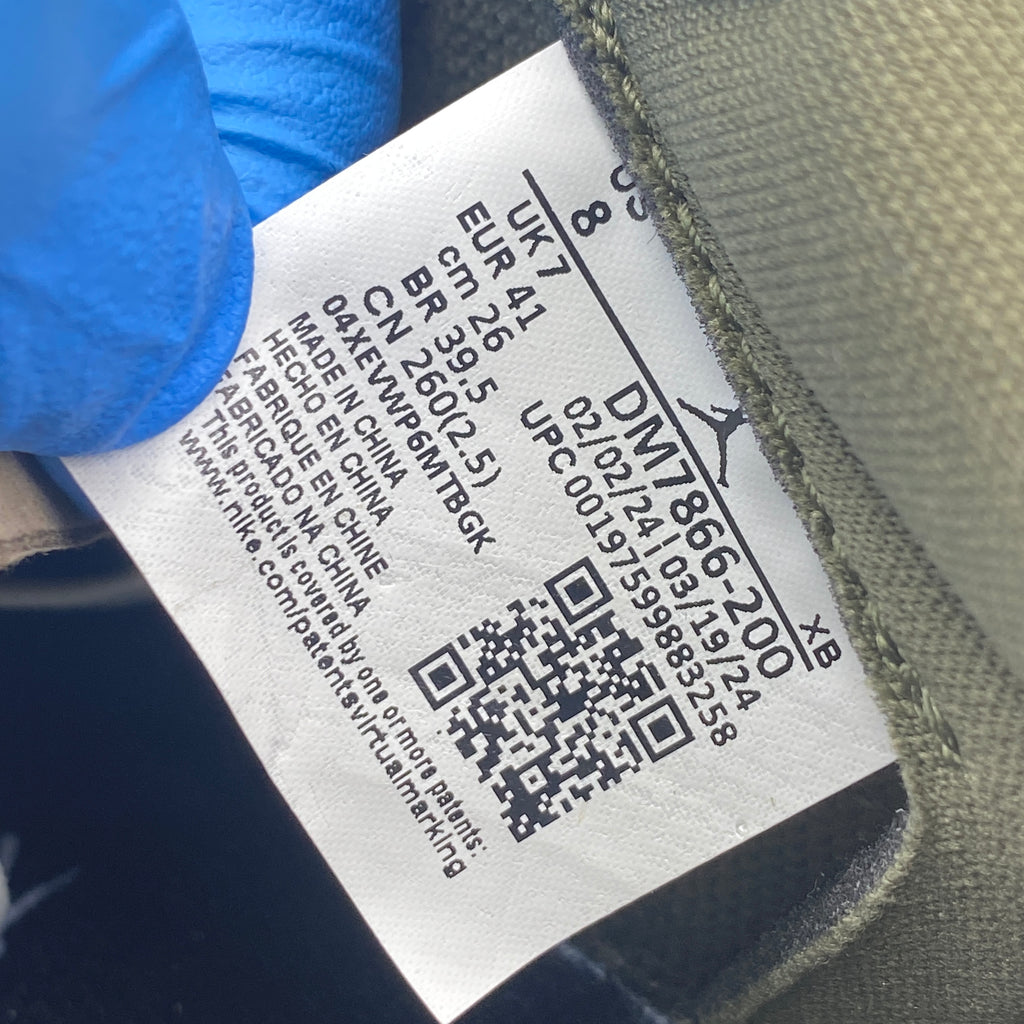 US
8
UK 7
EUR 41
cm 26
BR 39.5
CN 260(2.5)
04XEVWP6MTBGK
MADE IN CHINA
HECHO EN CHINA
FABRIQUE EN CHINE
FABRICADO NA CHINA
This product is covered by one or more patents:
www.nike.com/patentsvirtualmarking
XB
DM7866-200
02/02/24 | 03/19/24
UPC 00197599883258